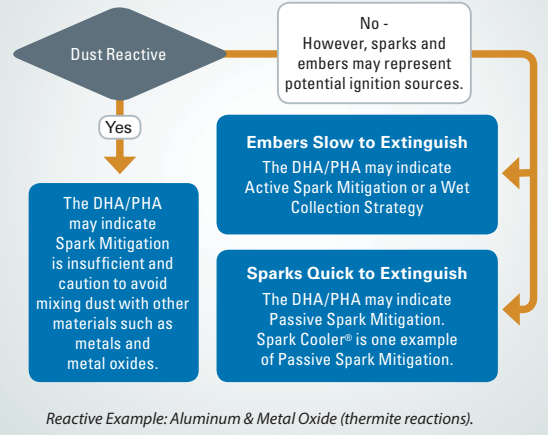 Dust Reactive
No -
However, sparks and
embers may represent
potential ignition sources.
Yes
The DHA/PHA
may indicate
Spark Mitigation
is insufficient and
caution to avoid
mixing dust with other
materials such as
metals and
metal oxides.
Embers Slow to Extinguish
The DHA/PHA may indicate
Active Spark Mitigation or a Wet
Collection Strategy
Sparks Quick to Extinguish
The DHA/PHA may indicate
Passive Spark Mitigation.
Spark Cooler® is one example
of Passive Spark Mitigation.
Reactive Example: Aluminum & Metal Oxide (thermite reactions).